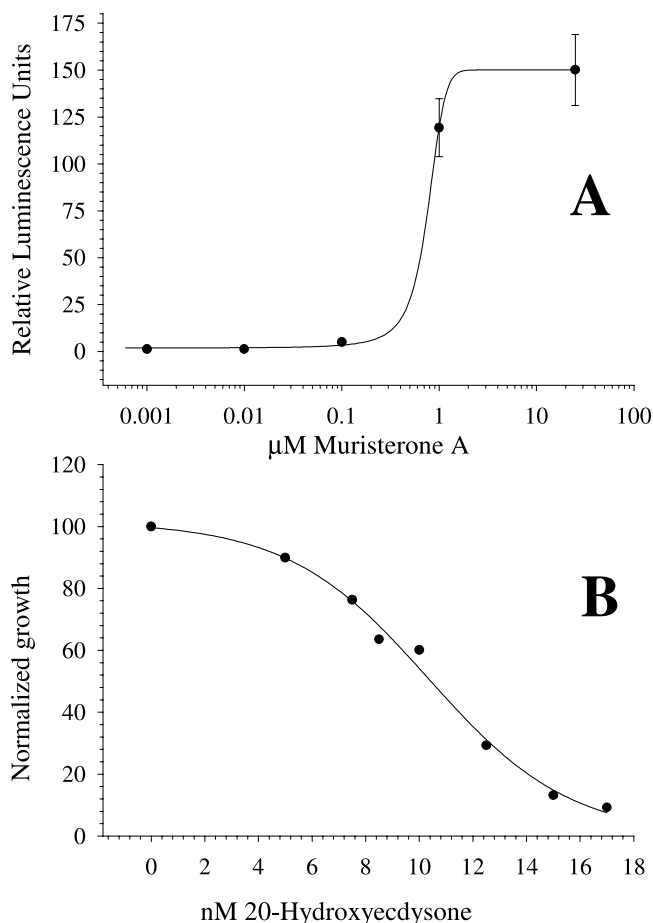 Relative Luminescence Units
175
150
125
100
75
50
25
0
A
0.001 0.01 0.1 1 10 100
μM Muristerone A
Normalized growth
120
100
80
60
40
20
0
B
0 2 4 6 8 10 12 14 16 18
nM 20-Hydroxyecdysone